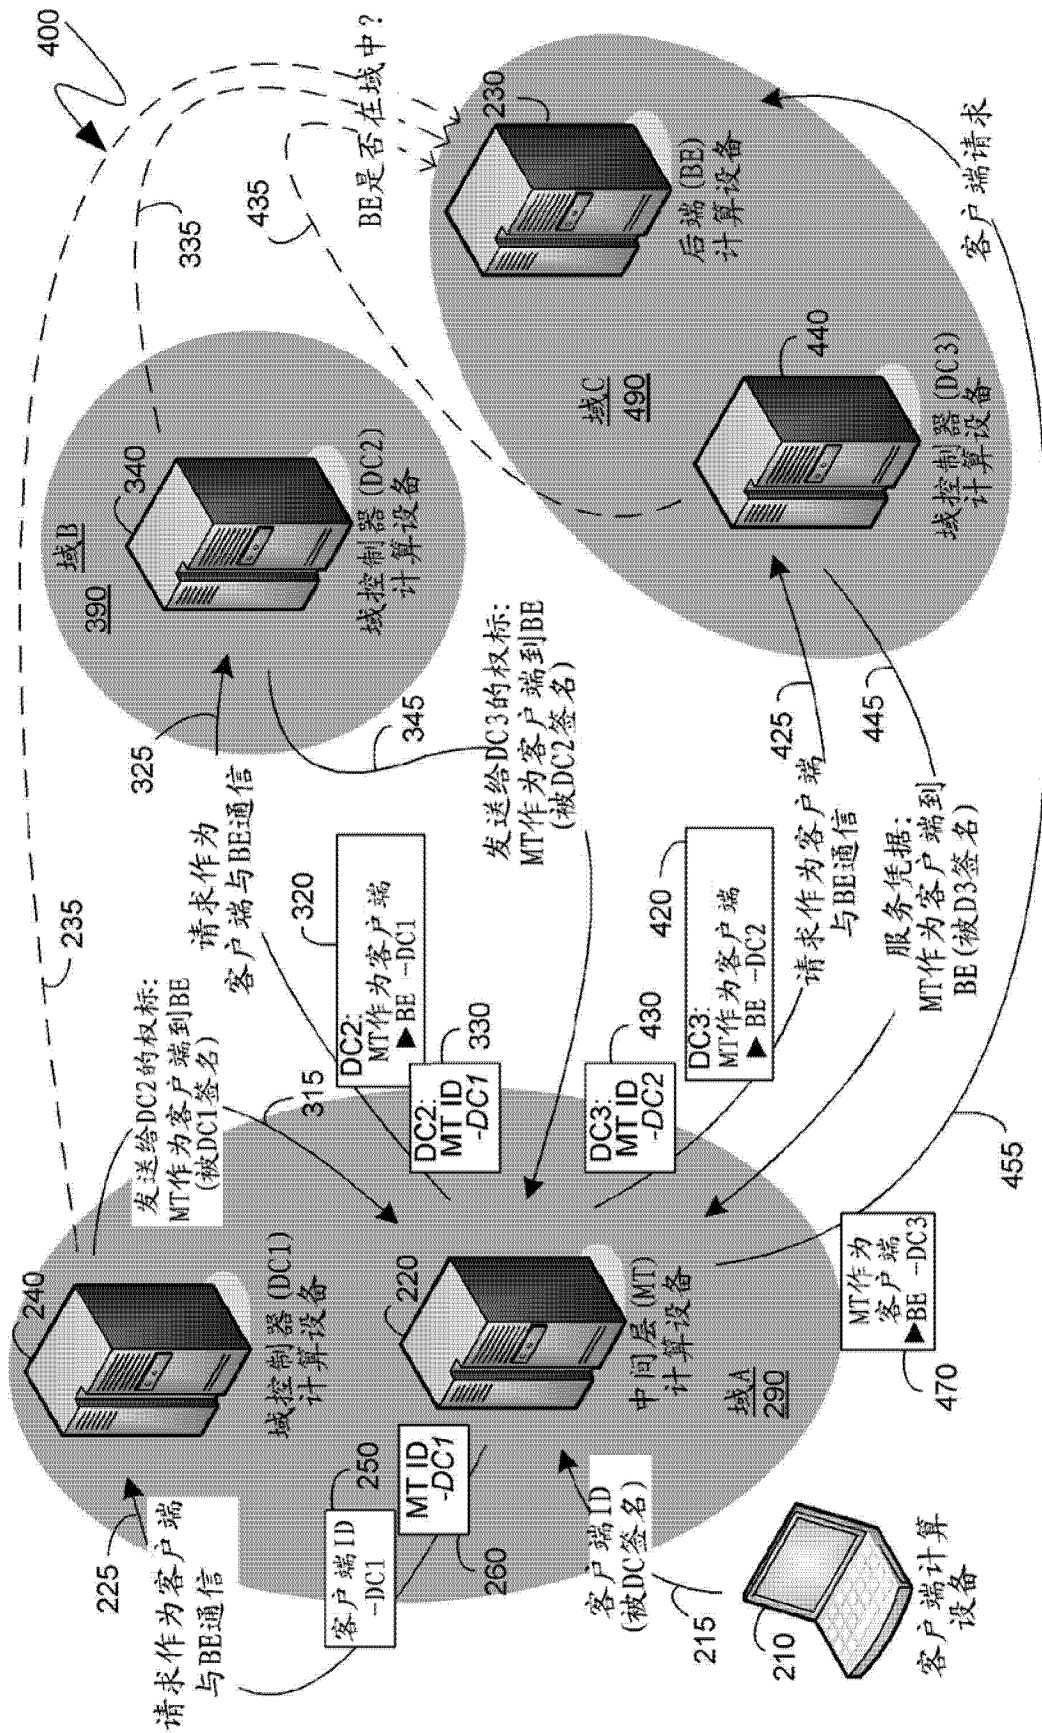 400
235
335
435
BE是否在域中?
225
请求作为客户端
与BE通信
240
域控制器(DC1)
计算设备
发送给DC2的权标:
MT作为客户端到BE
(被DC1签名)
315
325
请求作为
客户端与BE通信
域B
390
340
域控制器(DC2)
计算设备
345
发送给DC3的权标:
MT作为客户端到BE
(被DC2签名)
230
后端(BE)
计算设备
250
客户端ID
-DC1
MT ID
-DC1
260
220
中间层(MT)
计算设备
域A
290
320
DC2:
MT作为客户端
▶BE -DC1
330
DC2:
MT ID
-DC1
430
DC3:
MT ID
-DC2
420
DC3:
MT作为客户端
▶BE -DC2
域C
490
440
域控制器(DC3)
计算设备
425
请求作为客户端
与BE通信
445
服务凭据:
MT作为客户端到
BE(被D3签名)
客户端请求
455
客户端ID
(被DC签名)
215
210
客户端计算
设备
MT作为
客户端
▶BE -DC3
470